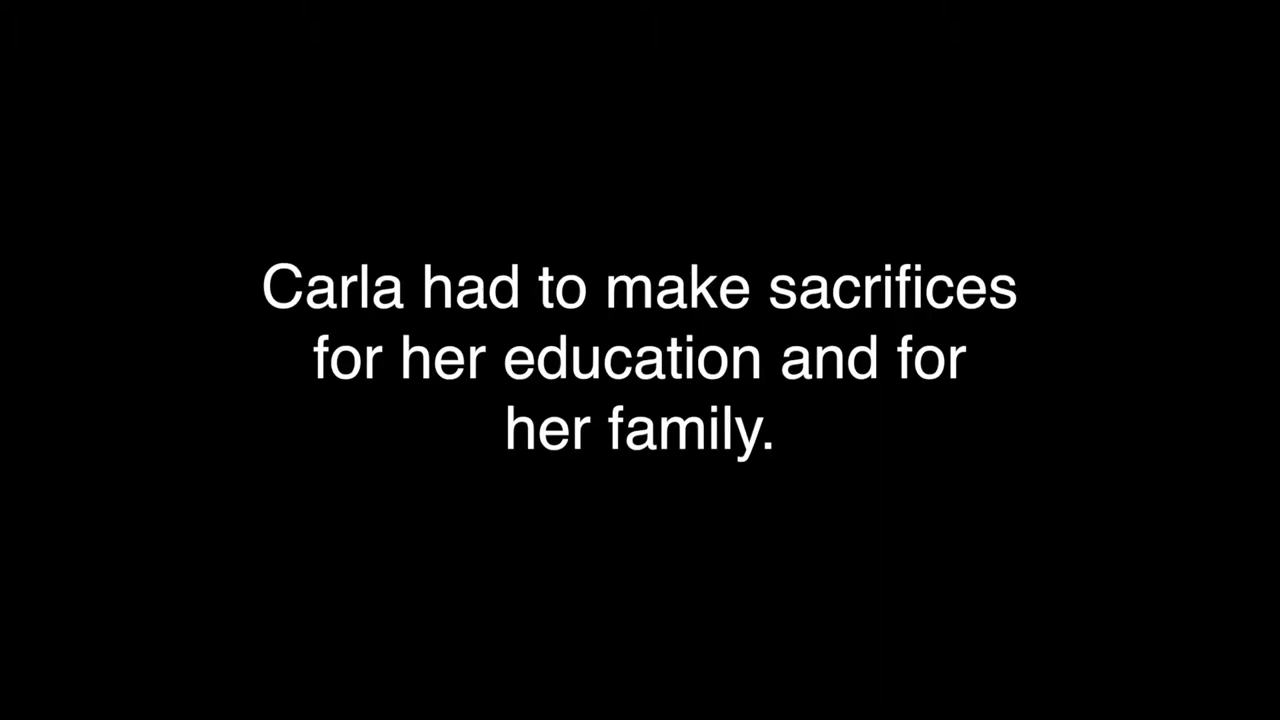 Carla had to make sacrifices
for her education and for
her family.